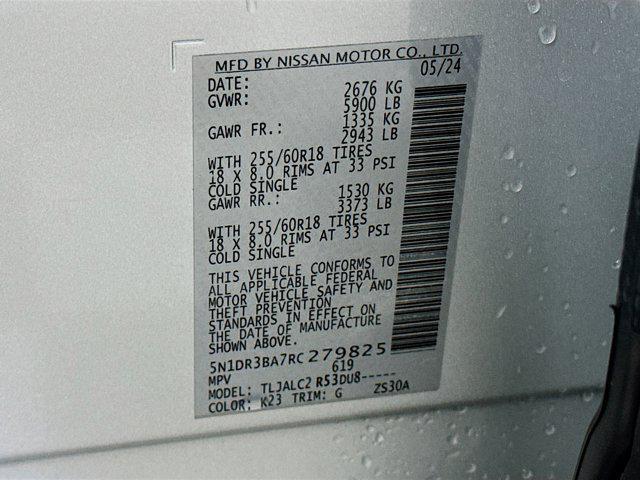 MFD BY NISSAN MOTOR CO., LTD.
DATE: 05/24
GVWR: 2676 KG
5900 LB
GAWR FR.: 1335 KG
2943 LB
WITH 255/60R18 TIRES
18 X 8.0 RIMS AT 33 PSI
COLD SINGLE
GAWR RR.: 1530 KG
3373 LB
WITH 255/60R18 TIRES
18 X 8.0 RIMS AT 33 PSI
COLD SINGLE
THIS VEHICLE CONFORMS TO
ALL APPLICABLE FEDERAL
MOTOR VEHICLE SAFETY AND
THEFT PREVENTION
STANDARDS IN EFFECT ON
THE DATE OF MANUFACTURE
SHOWN ABOVE.
5N1DR3BA7RC279825
MPV 619
MODEL: TLJALC2 R53DU8-----
COLOR: K23 TRIM: G ZS30A